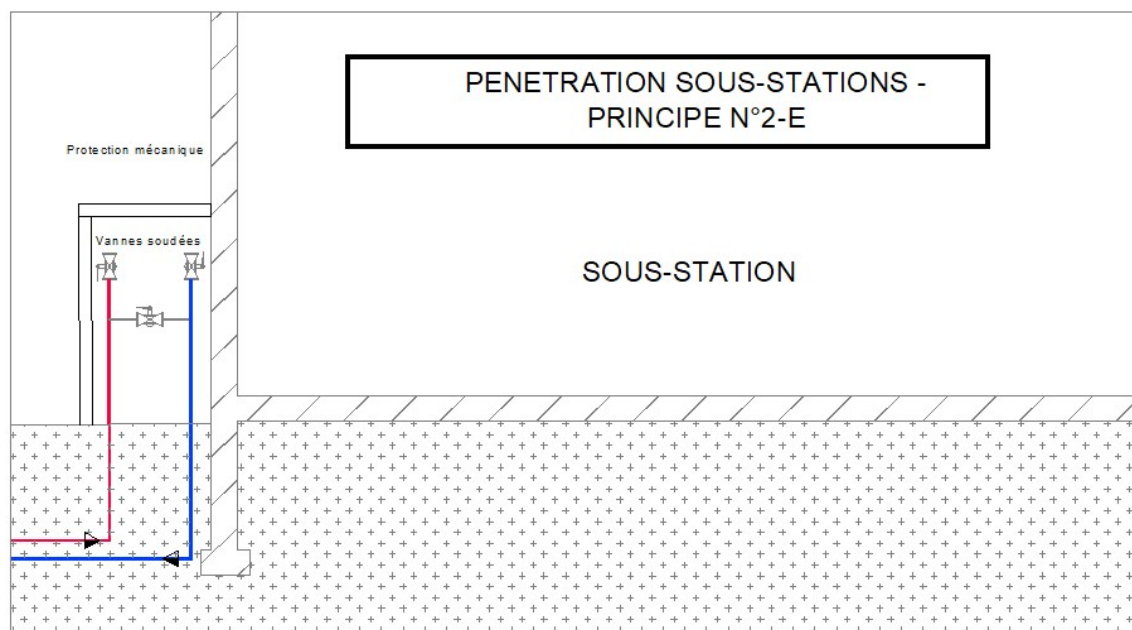 PENETRATION SOUS-STATIONS -
PRINCIPE N°2-E
Protection mécanique
Vannes soudées
SOUS-STATION